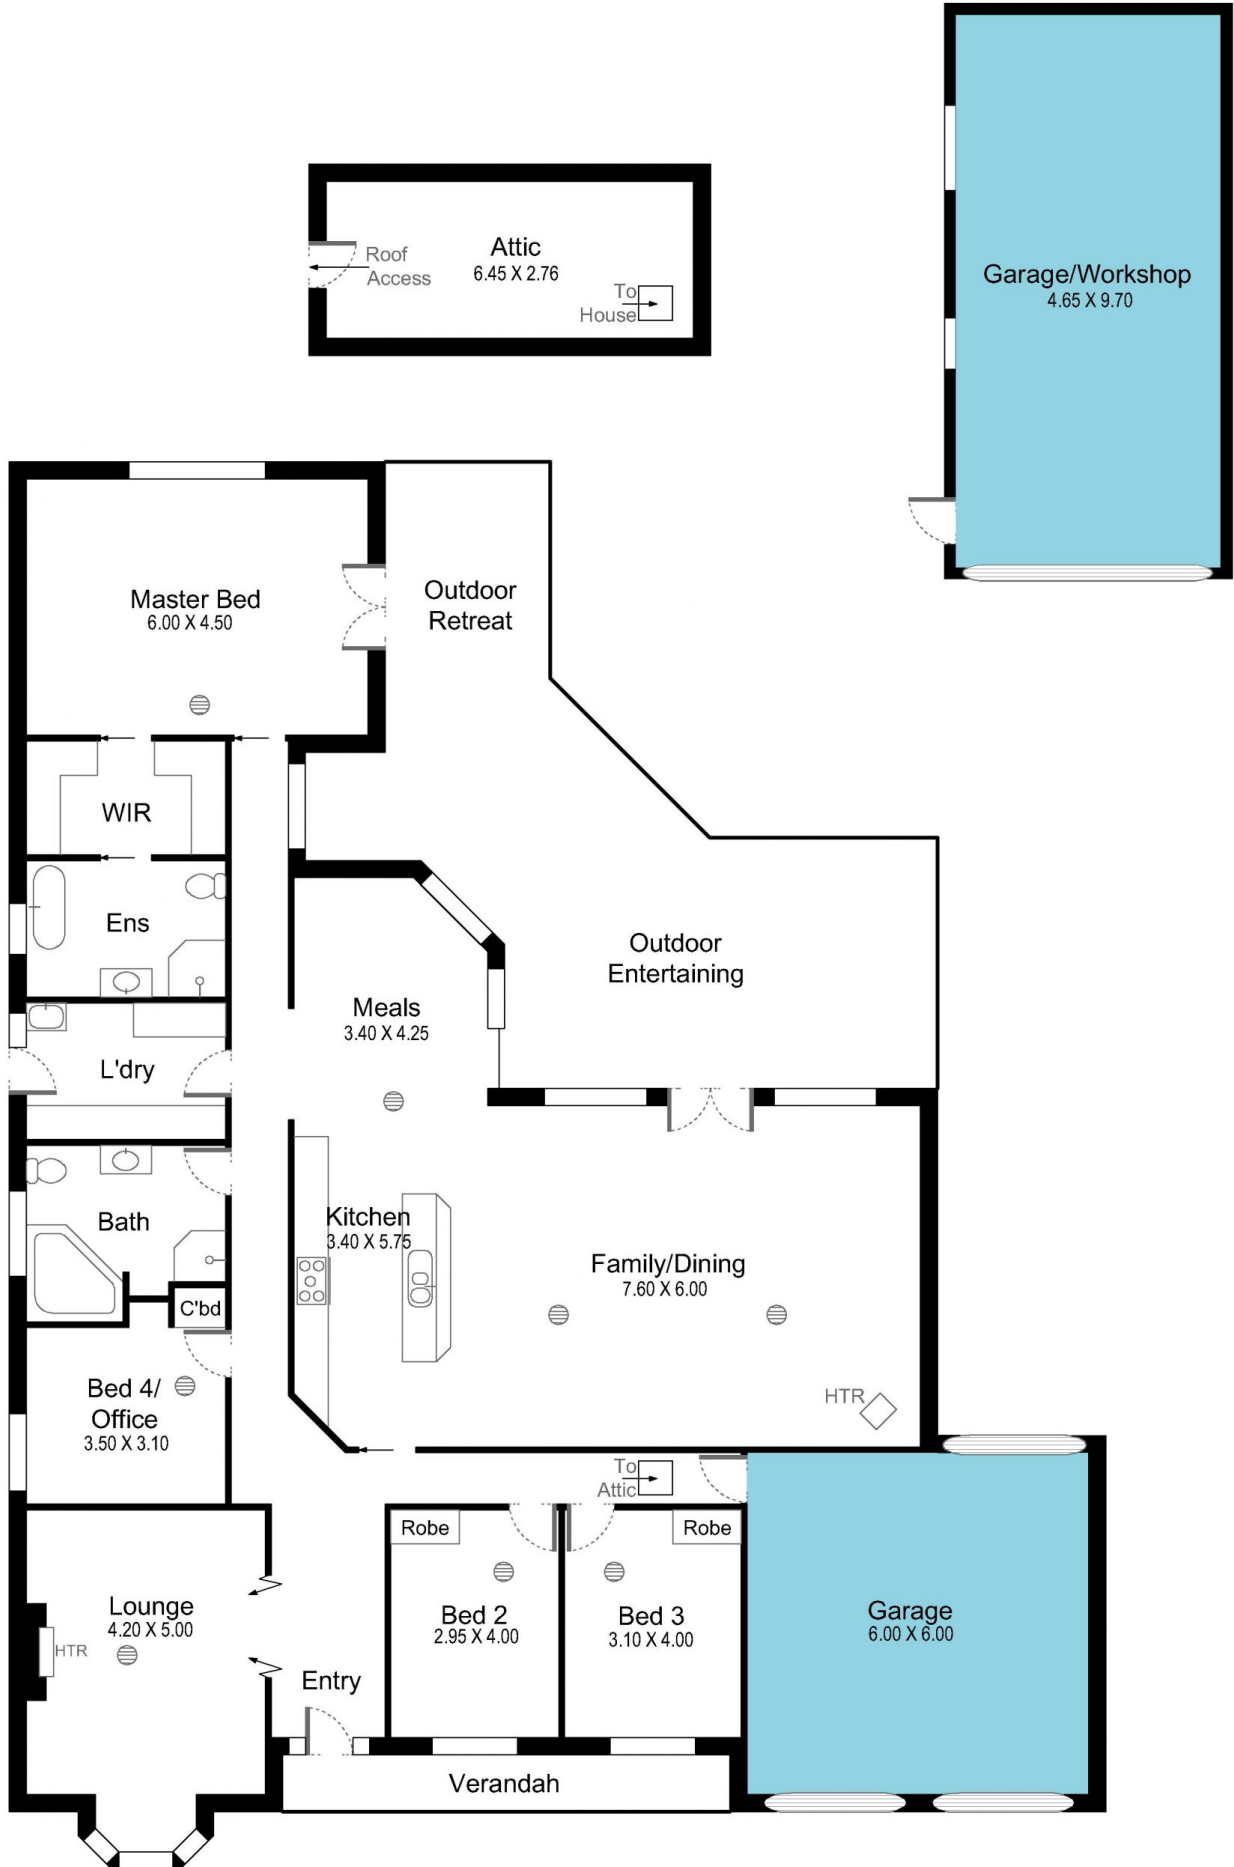 Attic
6.45 X 2.76
Roof
Access
To
House
Garage/Workshop
4.65 X 9.70
Master Bed
6.00 X 4.50
Outdoor
Retreat
WIR
Ens
Outdoor
Entertaining
Meals
3.40 X 4.25
L'dry
Bath
Kitchen
3.40 X 5.75
Family/Dining
7.60 X 6.00
C'bd
Bed 4/
Office
3.50 X 3.10
HTR
To
Attic
Robe
Robe
Lounge
4.20 X 5.00
HTR
Bed 2
2.95 X 4.00
Bed 3
3.10 X 4.00
Garage
6.00 X 6.00
Entry
Verandah